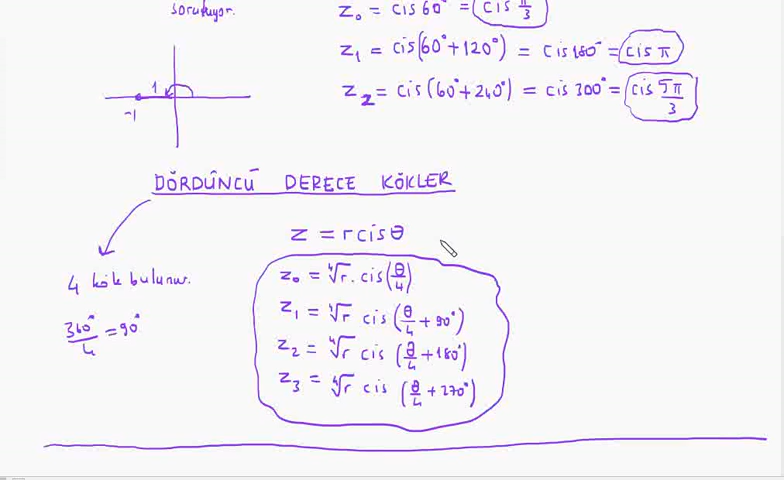 soruluyor.
z₀ = cis 60° = cis π/3
z₁ = cis(60°+120°) = cis 180° = cis π
z₂ = cis(60°+240°) = cis 300° = cis 5π/3
1
-1
DÖRDÜNCÜ DERECE KÖKLER
z = r cis θ
4 kök bulunur.
360°/4 = 90°
z₀ = ⁴√r . cis(θ/4)
z₁ = ⁴√r cis (θ/4 + 90°)
z₂ = ⁴√r cis (θ/4 + 180°)
z₃ = ⁴√r cis (θ/4 + 270°)